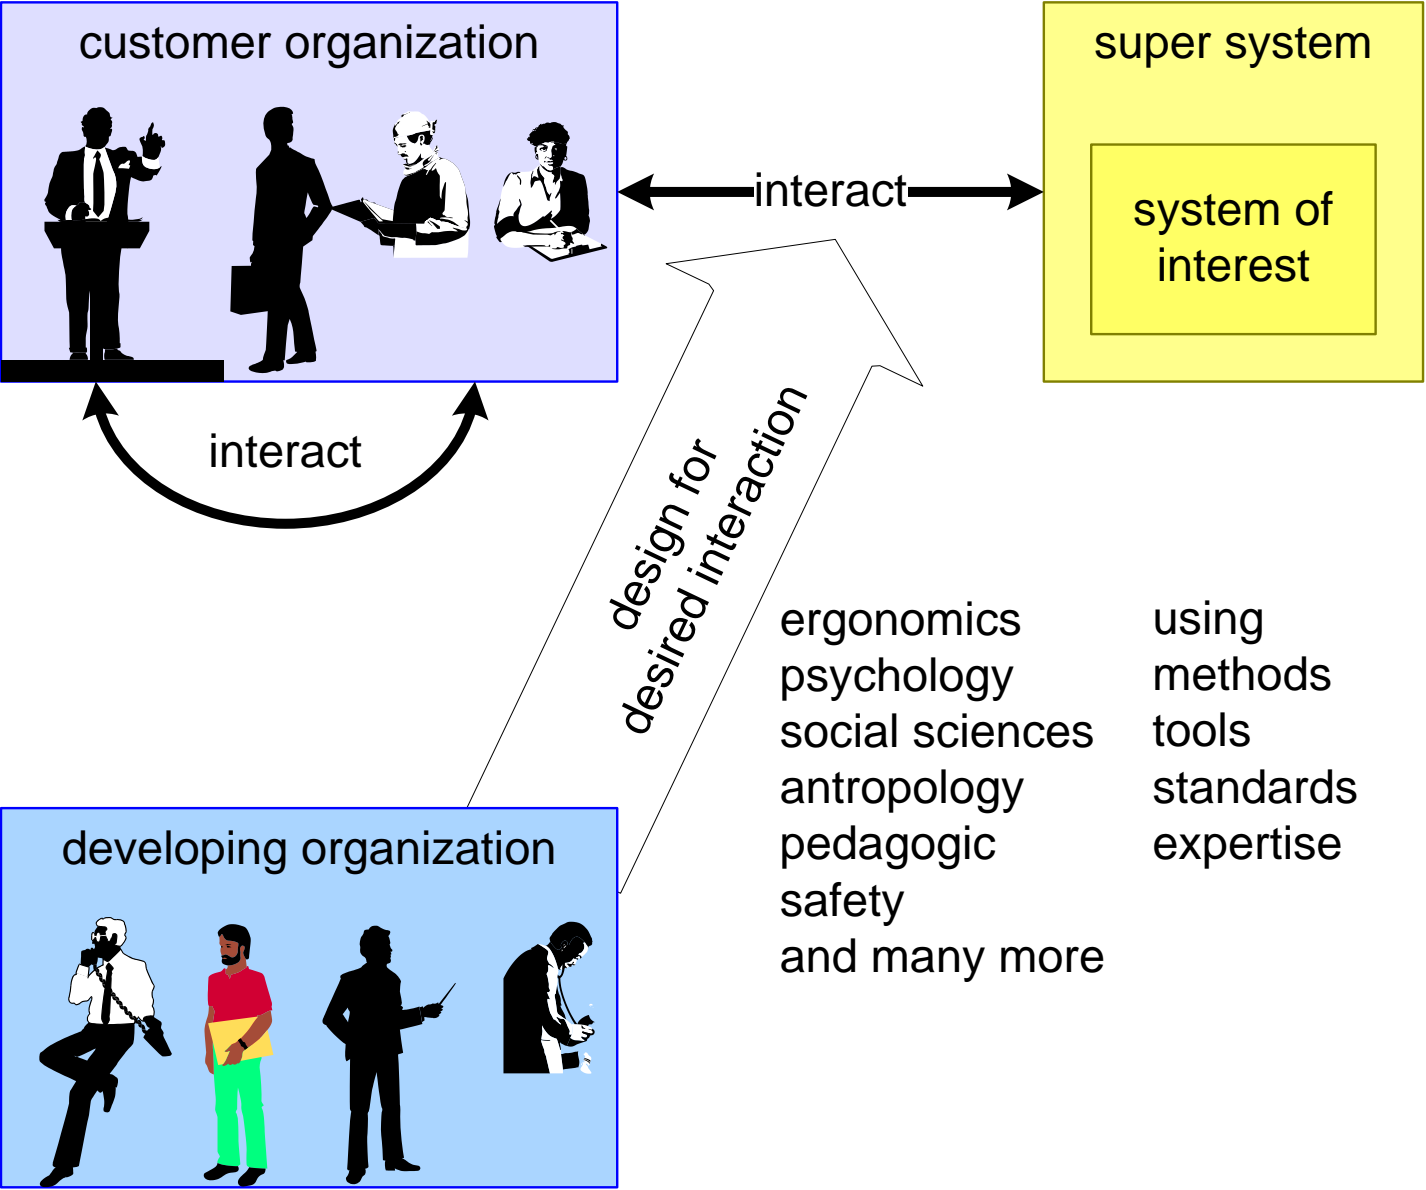 customer organization
super system
interact
system of
interest
interact
design for
desired interaction
ergonomics
psychology
social sciences
antropology
pedagogic
safety
and many more
using
methods
tools
standards
expertise
developing organization